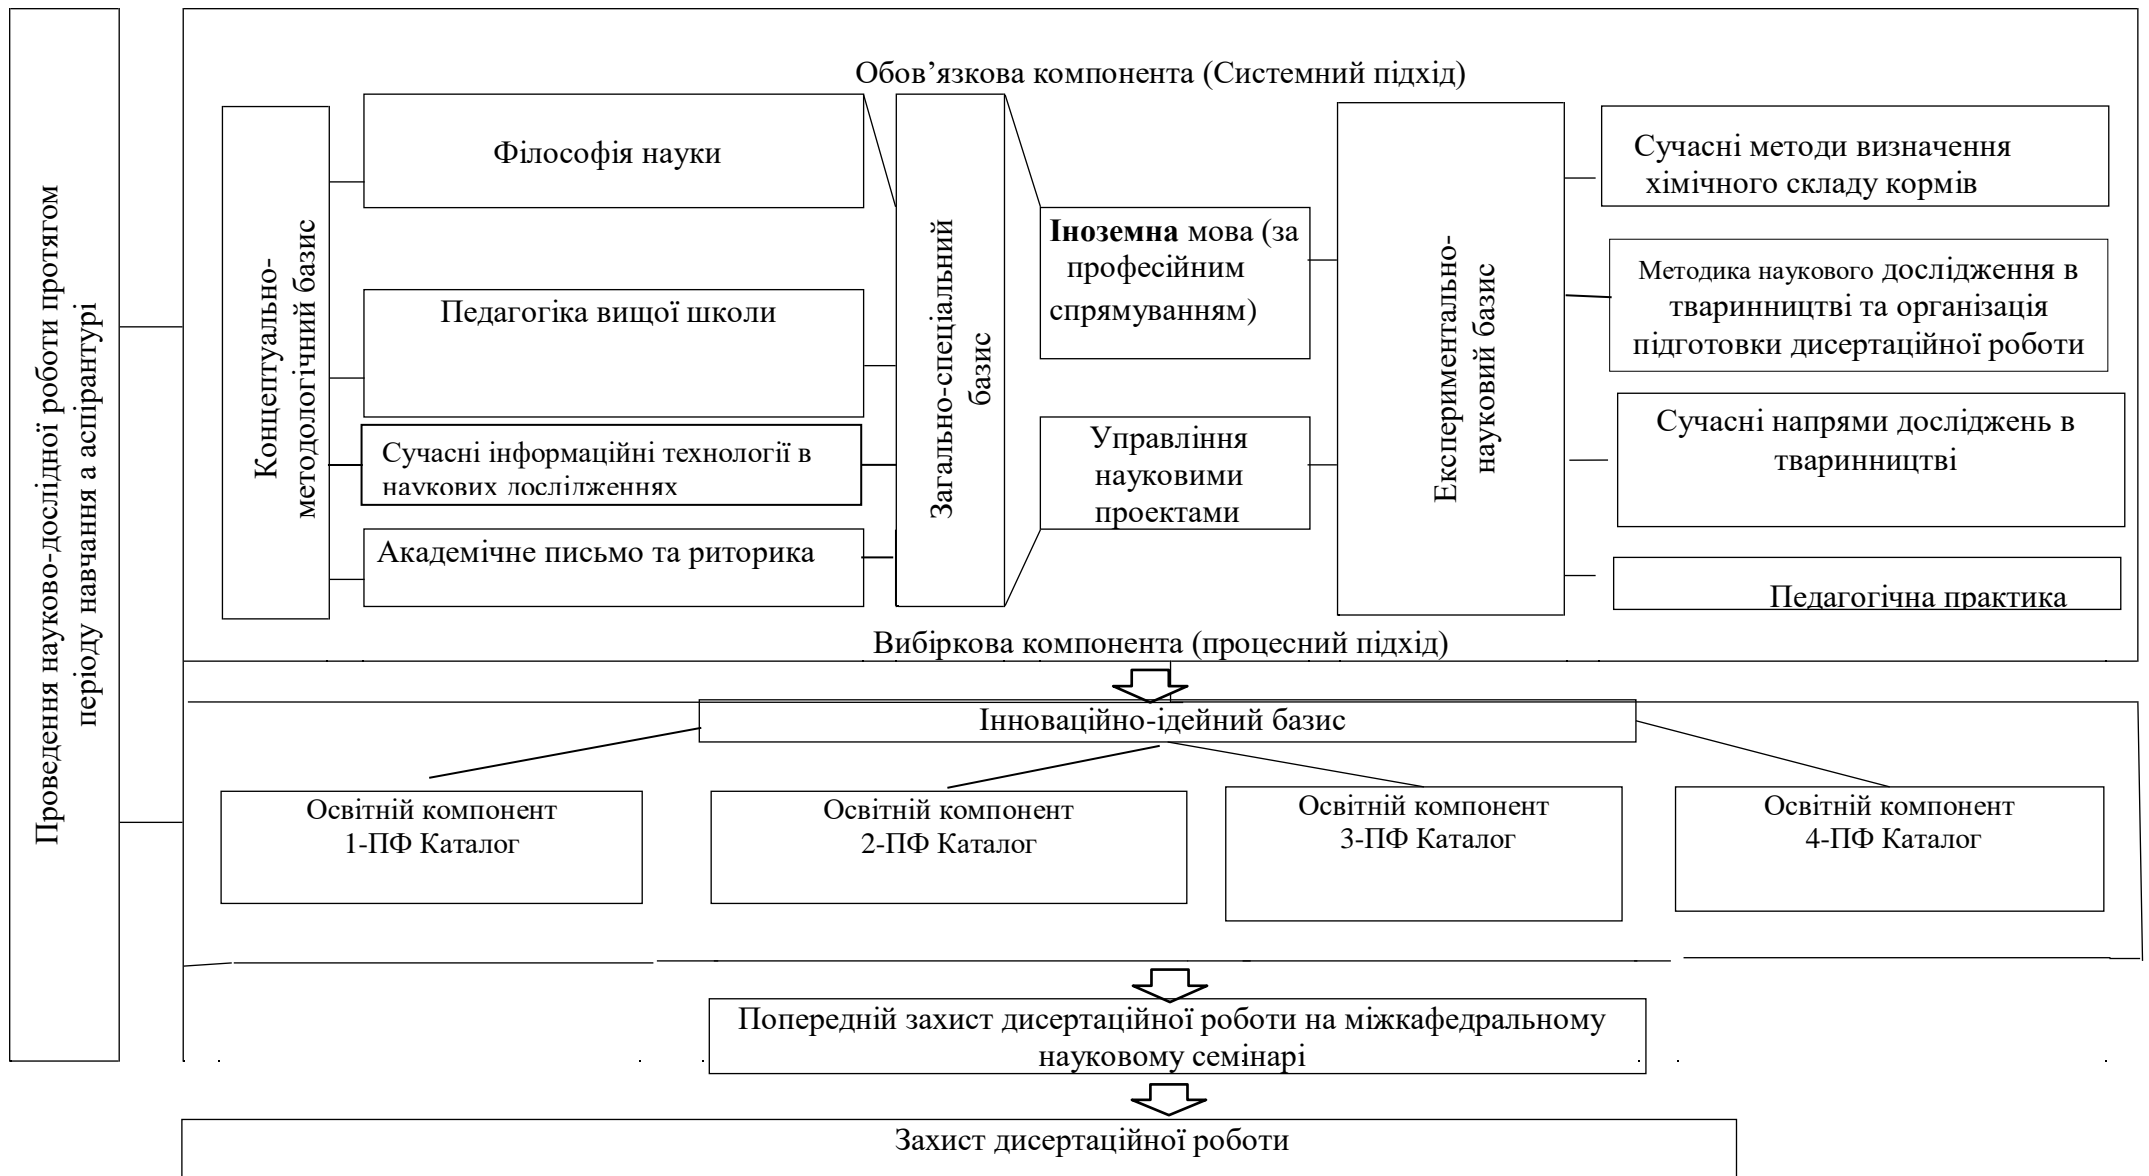 Проведення науково-дослідної роботи протягом
періоду навчання а аспірантурі
Обов’язкова компонента (Системний підхід)
Концептуально-
методологічний базис
Філософія науки
Педагогіка вищої школи
Сучасні інформаційні технології в
наукових дослідженнях
Академічне письмо та риторика
Загально-спеціальний
базис
Іноземна мова (за
професійним
спрямуванням)
Управління
науковими
проектами
Експериментально-
науковий базис
Сучасні методи визначення
хімічного складу кормів
Методика наукового дослідження в
тваринництві та організація
підготовки дисертаційної роботи
Сучасні напрями досліджень в
тваринництві
Педагогічна практика
Вибіркова компонента (процесний підхід)
Інноваційно-ідейний базис
Освітній компонент
1-ПФ Каталог
Освітній компонент
2-ПФ Каталог
Освітній компонент
3-ПФ Каталог
Освітній компонент
4-ПФ Каталог
Попередній захист дисертаційної роботи на міжкафедральному
науковому семінарі
Захист дисертаційної роботи